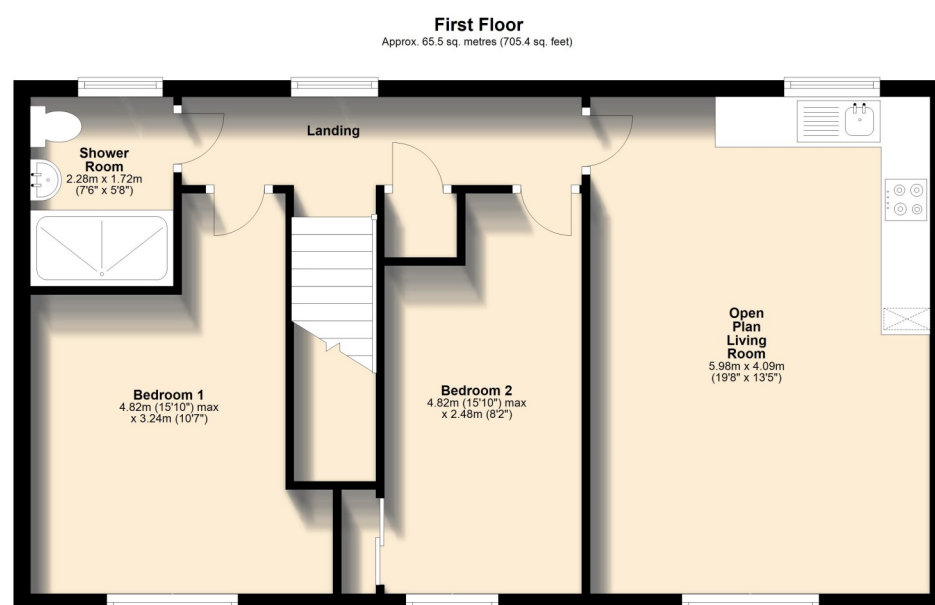 First Floor
Approx. 65.5 sq. metres (705.4 sq. feet)
Landing
Shower
Room
2.28m x 1.72m
(7'6" x 5'8")
Open
Plan
Living
Room
5.98m x 4.09m
(19'8" x 13'5")
Bedroom 1
4.82m (15'10") max
x 3.24m (10'7")
Bedroom 2
4.82m (15'10") max
x 2.48m (8'2")